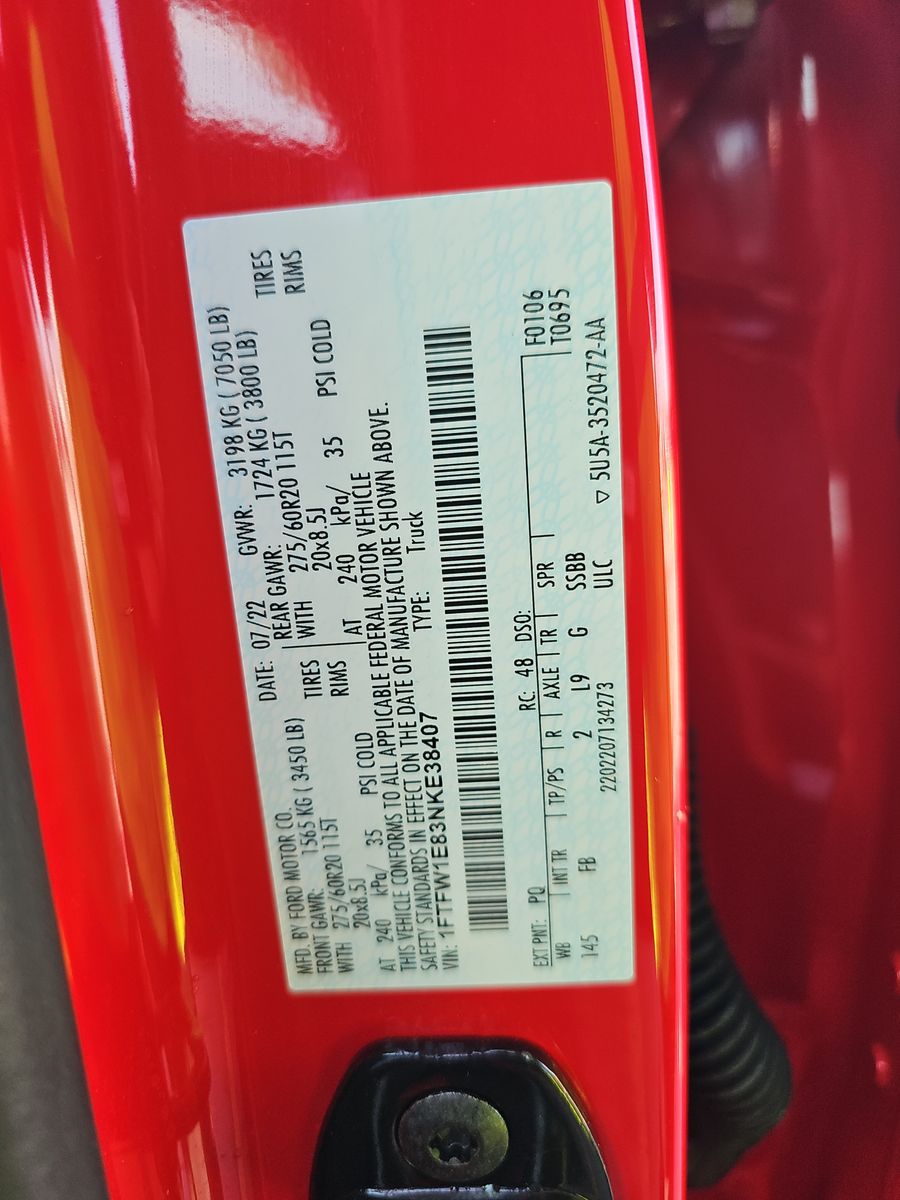 MFD. BY FORD MOTOR CO.
DATE: 07/22 GVWR: 3198 KG ( 7050 LB)
FRONT GAWR: 1565 KG ( 3450 LB) REAR GAWR: 1724 KG ( 3800 LB)
WITH 275/60R20 115T TIRES WITH 275/60R20 115T TIRES
20x8.5J RIMS 20x8.5J RIMS
AT 240 kPa/ 35 PSI COLD AT 240 kPa/ 35 PSI COLD
THIS VEHICLE CONFORMS TO ALL APPLICABLE FEDERAL MOTOR VEHICLE
SAFETY STANDARDS IN EFFECT ON THE DATE OF MANUFACTURE SHOWN ABOVE.
VIN: 1FTFW1E83NKE38407 TYPE: Truck
EXT PNT: PQ RC: 48 DSO: F0106
WB INT TR TP/PS R AXLE TR SPR T0695
145 FB 2 L9 G SSBB
2202207134273 ULC ▽ 5U5A-3520472-AA